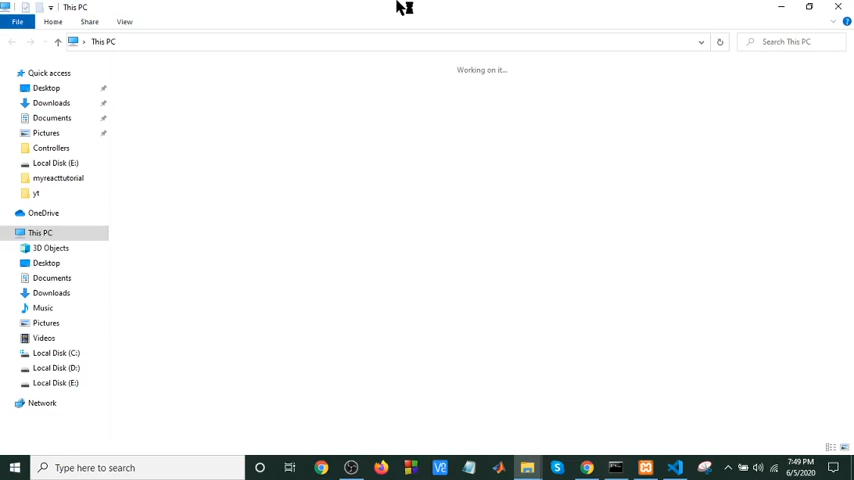 This PC
File Home Share View
This PC
Search This PC
Working on it...
Quick access
Desktop
Downloads
Documents
Pictures
Controllers
Local Disk (E:)
myreacttutorial
yt
OneDrive
This PC
3D Objects
Desktop
Documents
Downloads
Music
Pictures
Videos
Local Disk (C:)
Local Disk (D:)
Local Disk (E:)
Network
Type here to search
7:49 PM
6/5/2020